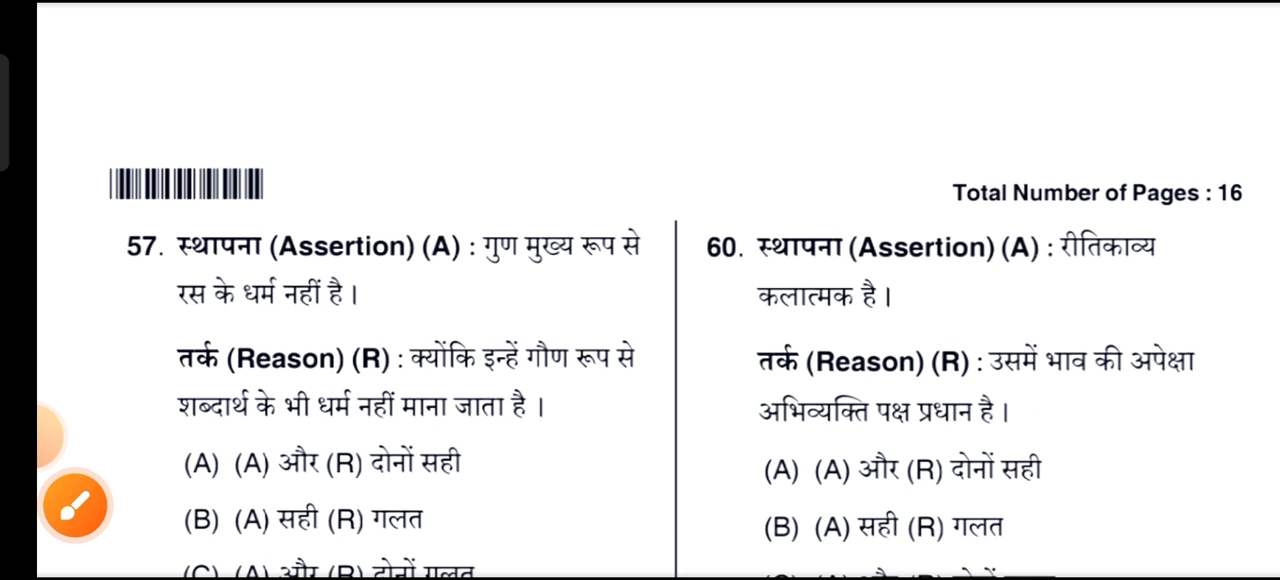 Total Number of Pages : 16
57. स्थापना (Assertion) (A) : गुण मुख्य रूप से
रस के धर्म नहीं है ।
तर्क (Reason) (R) : क्योंकि इन्हें गौण रूप से
शब्दार्थ के भी धर्म नहीं माना जाता है ।
(A) (A) और (R) दोनों सही
(B) (A) सही (R) गलत
(C) (A) और (R) दोनों गलत
60. स्थापना (Assertion) (A) : रीतिकाव्य
कलात्मक है ।
तर्क (Reason) (R) : उसमें भाव की अपेक्षा
अभिव्यक्ति पक्ष प्रधान है ।
(A) (A) और (R) दोनों सही
(B) (A) सही (R) गलत